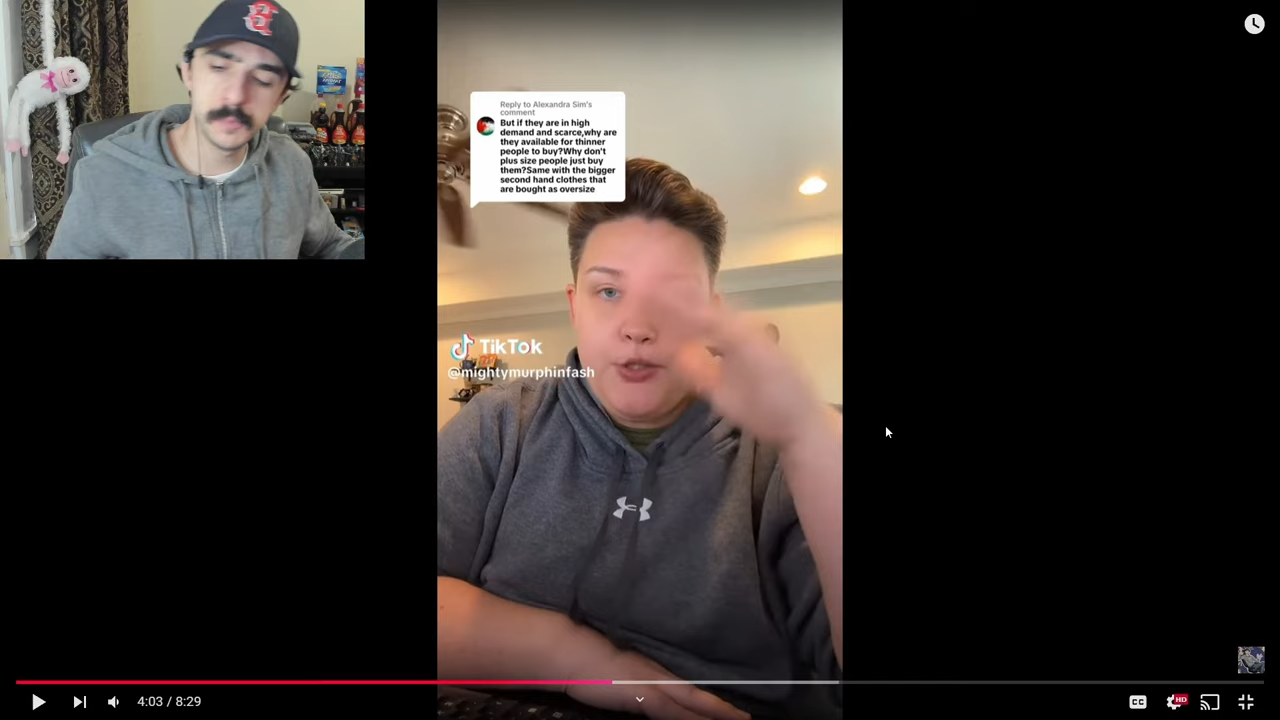 Reply to Alexandra Sim's
comment
But if they are in high
demand and scarce,why are
they available for thinner
people to buy?Why don't
plus size people just buy
them?Same with the bigger
second hand clothes that
are bought as oversize
TikTok
@mightymurphinfash
4:03 / 8:29
CC
HD